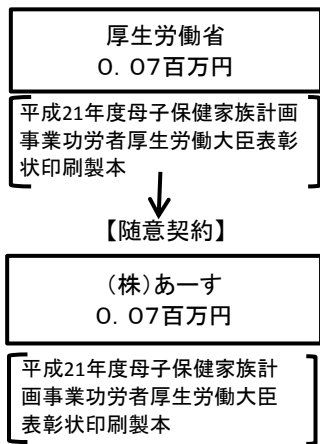 厚生労働省
０．０７百万円
平成21年度母子保健家族計画
事業功労者厚生労働大臣表彰
状印刷製本
【随意契約】
（株）あーす
０．０７百万円
平成21年度母子保健家族計
画事業功労者厚生労働大臣
表彰状印刷製本